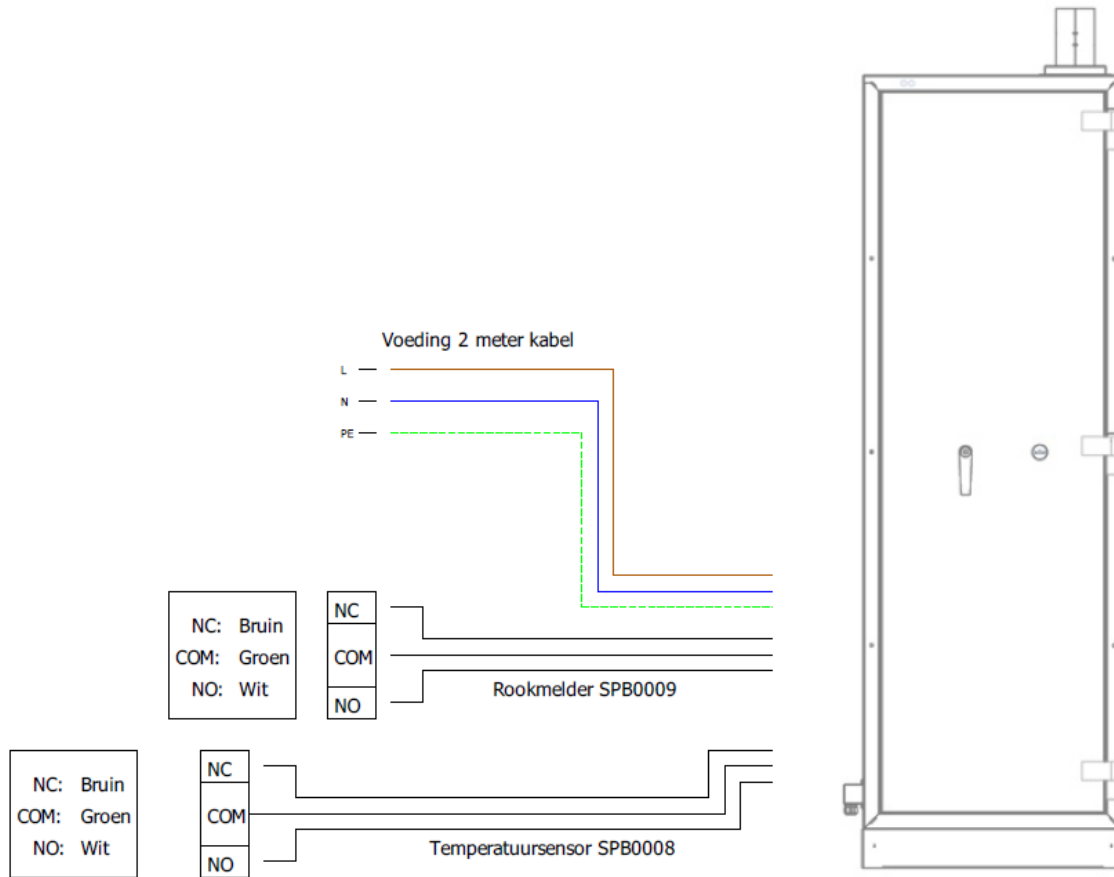 Voeding 2 meter kabel
L
N
PE
NC: Bruin
COM: Groen
NO: Wit
NC
COM
NO
Rookmelder SPB0009
NC: Bruin
COM: Groen
NO: Wit
NC
COM
NO
Temperatuursensor SPB0008